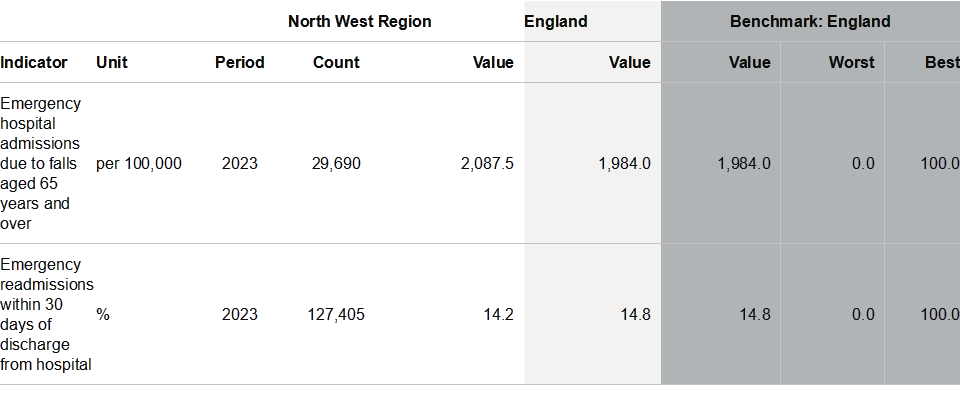 North West Region England Benchmark: England
Indicator Unit Period Count Value Value Value Worst Best
Emergency
hospital
admissions
due to falls per 100,000 2023 29,690 2,087.5 1,984.0 1,984.0 0.0 100.0
aged 65
years and
over
Emergency
readmissions
within 30
days of % 2023 127,405 14.2 14.8 14.8 0.0 100.0
discharge
from hospital